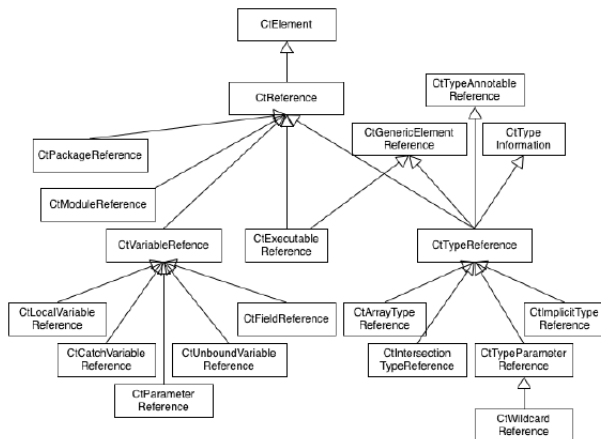 CtElement
CtReference
CtTypeAnnotable
Reference
CtPackageReference
CtGenericElement
Reference
CtType
Information
CtModuleReference
CtVariableRefence
CtExecutable
Reference
CtTypeReference
CtLocalVariable
Reference
CtFieldReference
CtArrayType
Reference
CtImplicitType
Reference
CtCatchVariable
Reference
CtUnboundVariable
Reference
CtIntersection
TypeReference
CtTypeParameter
Reference
CtParameter
Reference
CtWildcard
Reference